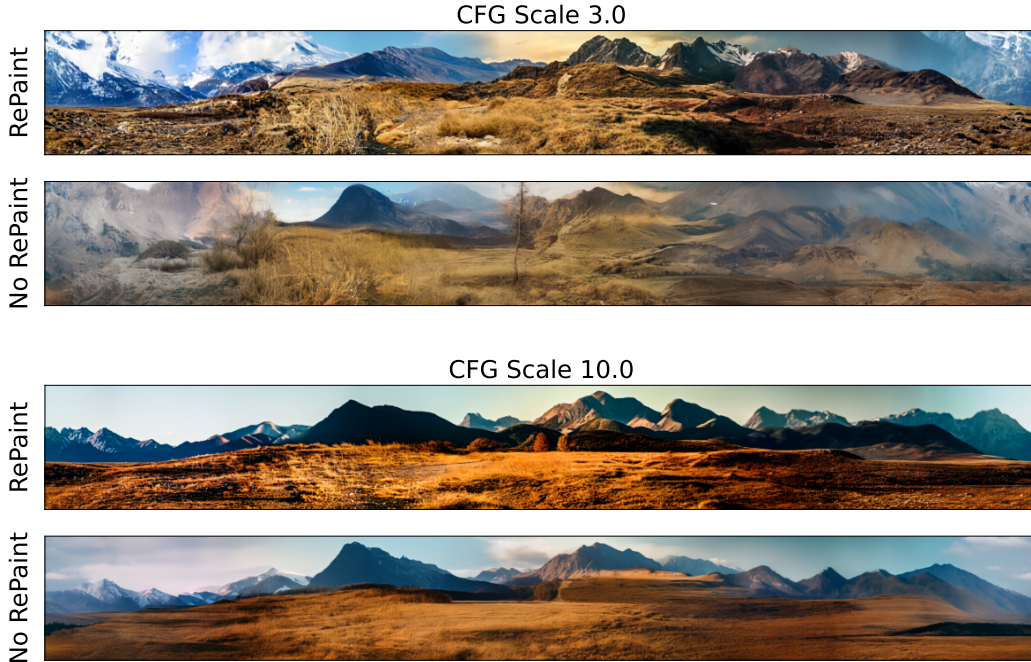 CFG Scale 3.0
RePaint
No RePaint
CFG Scale 10.0
RePaint
No RePaint